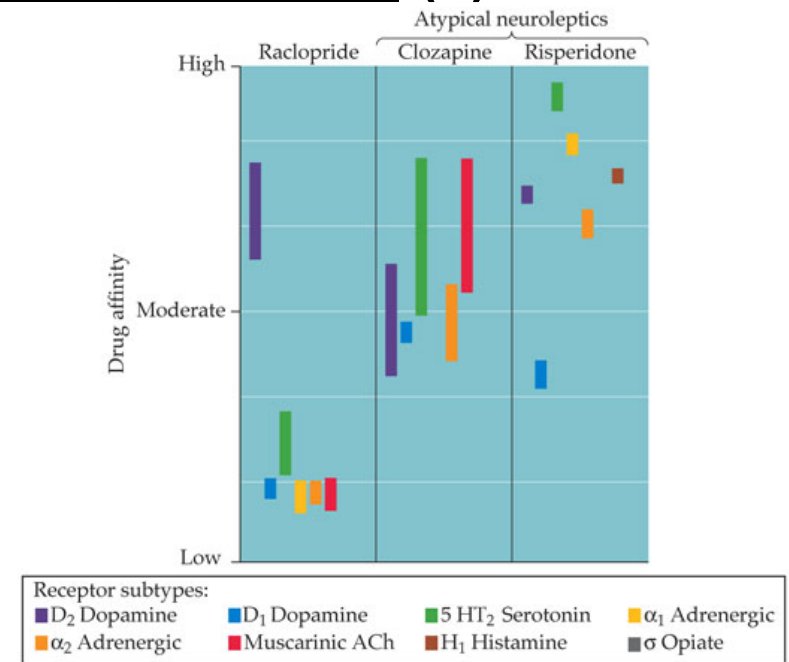 Atypical neuroleptics
Raclopride Clozapine Risperidone
High
Drug affinity
Moderate
Low
Receptor subtypes:
D2 Dopamine D1 Dopamine 5 HT2 Serotonin α1 Adrenergic
α2 Adrenergic Muscarinic ACh H1 Histamine σ Opiate